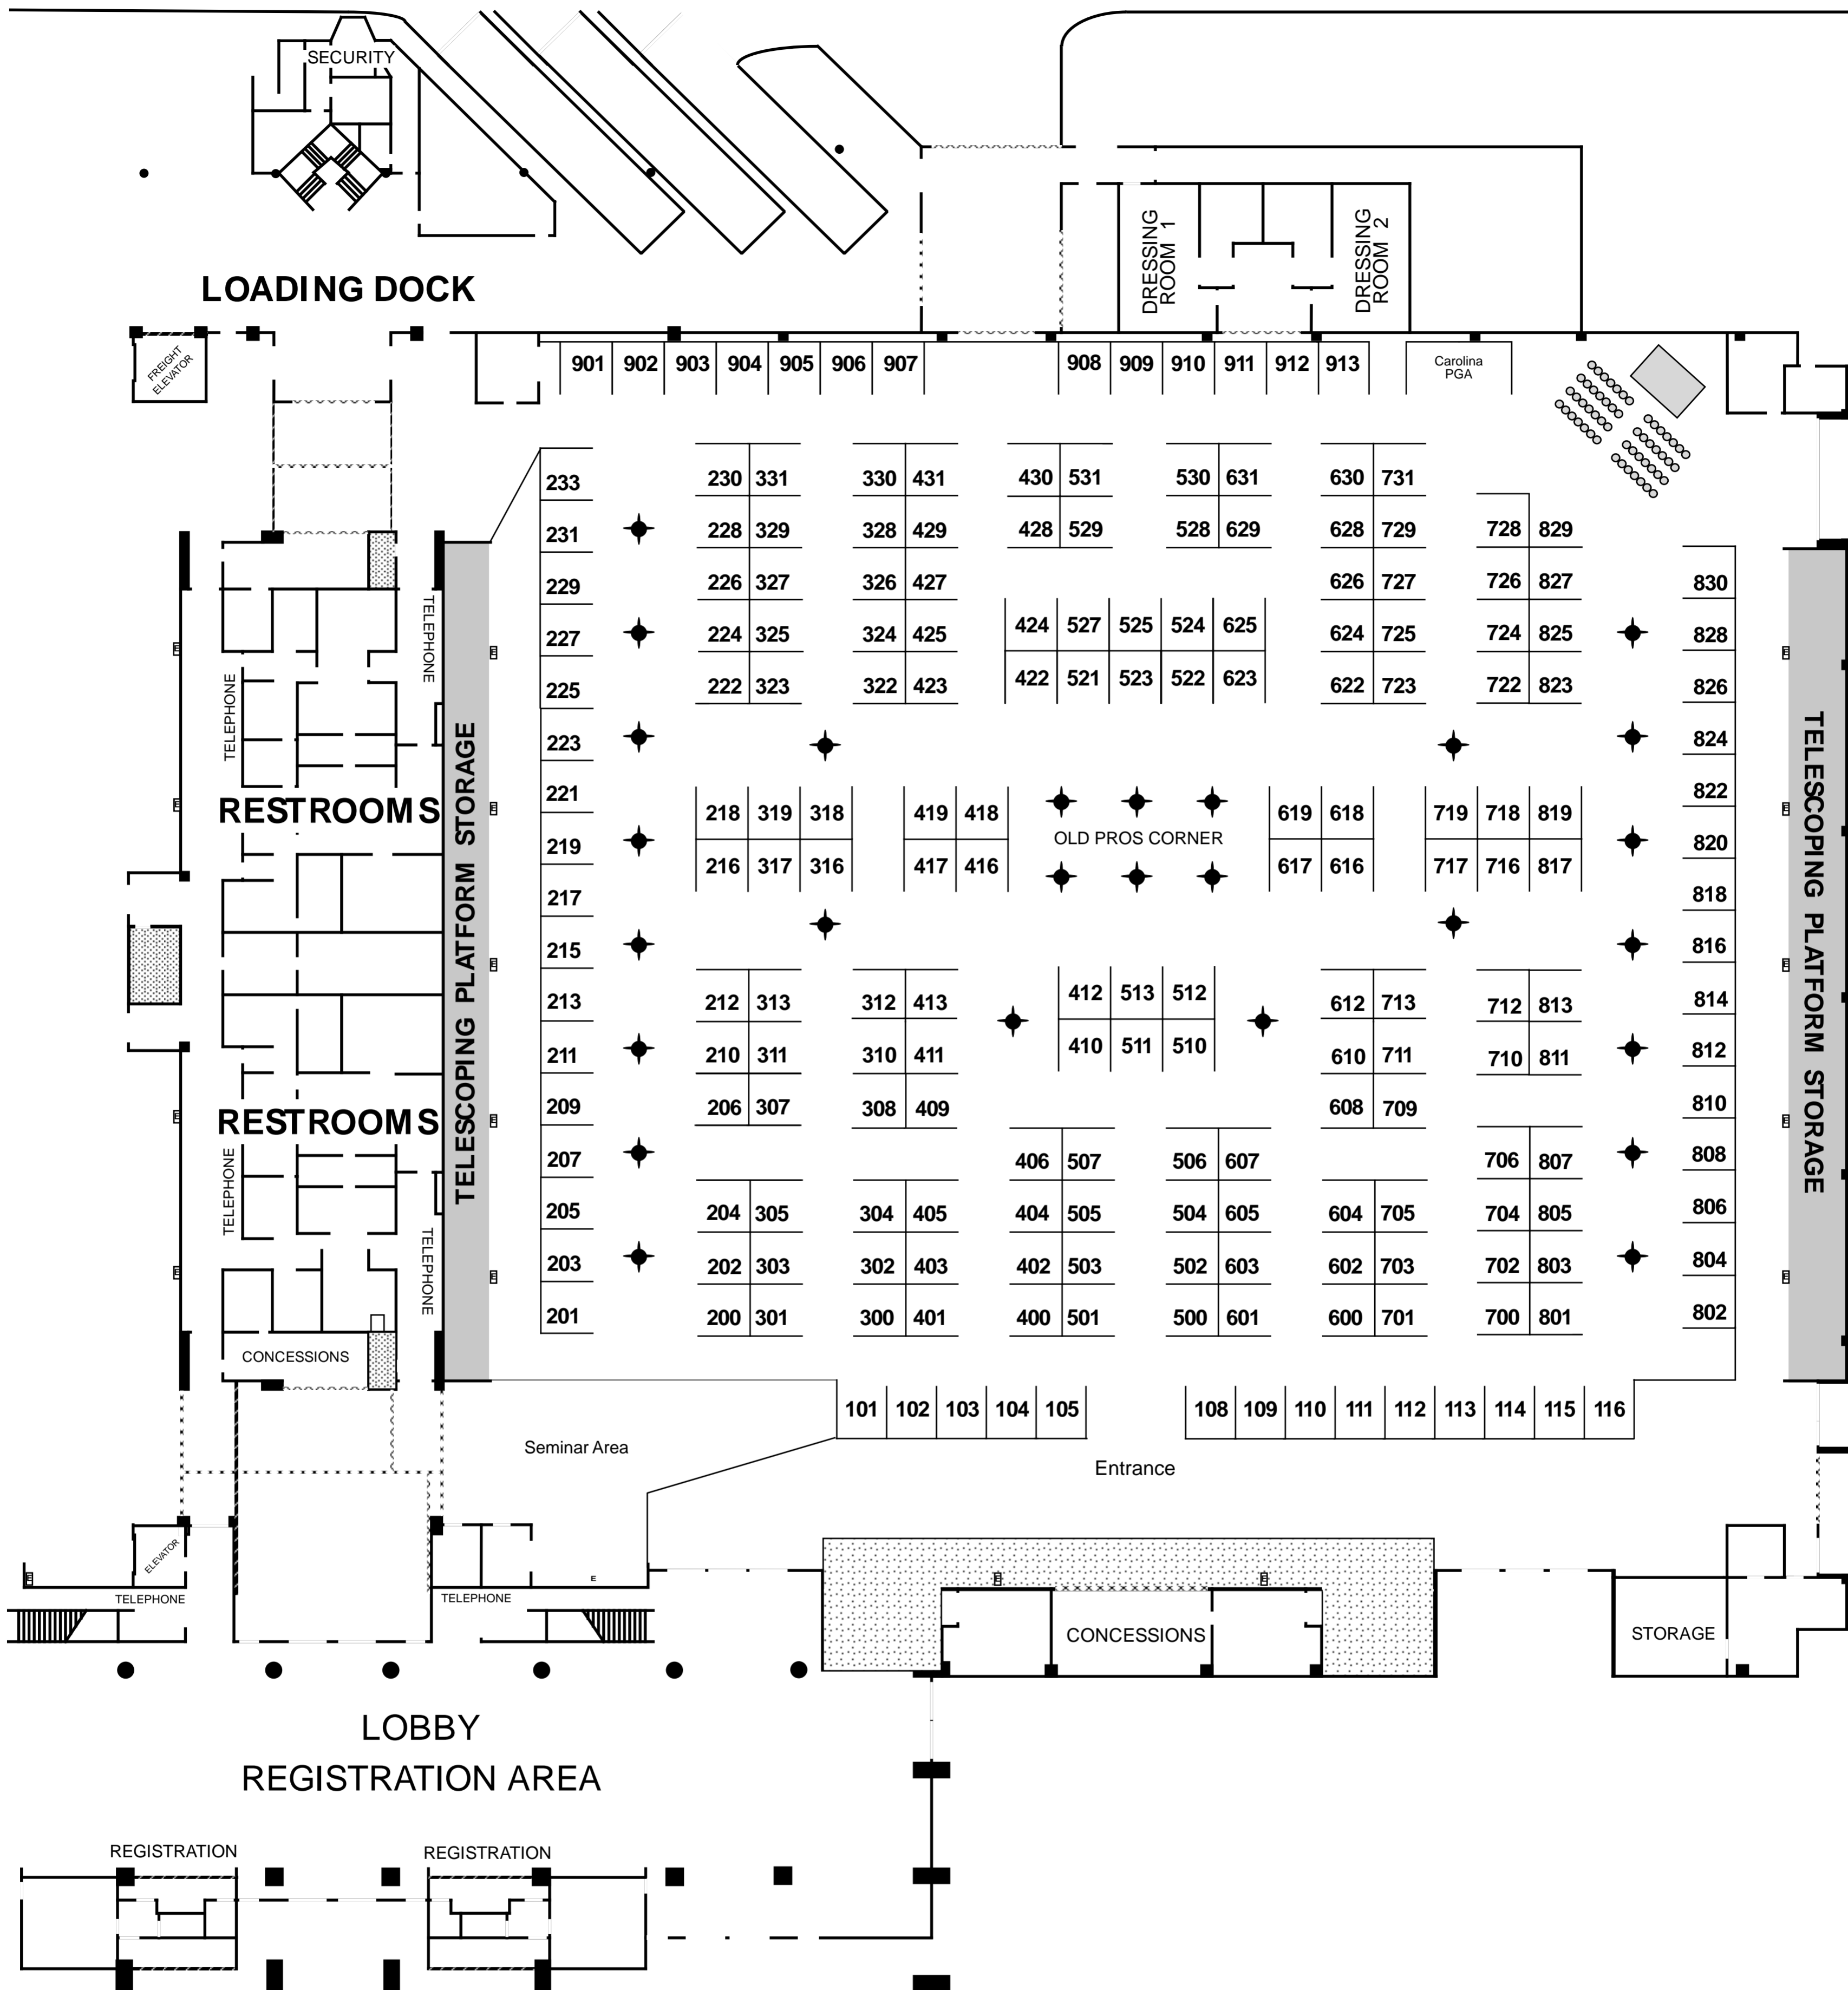 SECURITY
DRESSING
ROOM 1
DRESSING
ROOM 2
LOADING DOCK
FREIGHT
ELEVATOR
901 902 903 904 905 906 907 908 909 910 911 912 913
Carolina
PGA
233 230 331 330 431 430 531 530 631 630 731
231 228 329 328 429 428 529 528 629 628 729 728 829
229 226 327 326 427 626 727 726 827 830
227 224 325 324 425 424 527 525 524 625 624 725 724 825 828
225 222 323 322 423 422 521 523 522 623 622 723 722 823 826
223 824
221 822
218 319 318 419 418 619 618 719 718 819
OLD PROS CORNER
219 820
216 317 316 417 416 617 616 717 716 817
217 818
215 816
213 212 313 312 413 412 513 512 612 713 712 813 814
211 210 311 310 411 410 511 510 610 711 710 811 812
209 206 307 308 409 608 709 810
207 406 507 506 607 706 807 808
205 204 305 304 405 404 505 504 605 604 705 704 805 806
203 202 303 302 403 402 503 502 603 602 703 702 803 804
201 200 301 300 401 400 501 500 601 600 701 700 801 802
TELEPHONE
TELEPHONE
RESTROOMS
TELESCOPING PLATFORM STORAGE
TELESCOPING PLATFORM STORAGE
RESTROOMS
TELEPHONE
TELEPHONE
CONCESSIONS
101 102 103 104 105 108 109 110 111 112 113 114 115 116
Seminar Area
Entrance
ELEVATOR
E
TELEPHONE
TELEPHONE
CONCESSIONS
STORAGE
LOBBY
REGISTRATION AREA
REGISTRATION
REGISTRATION